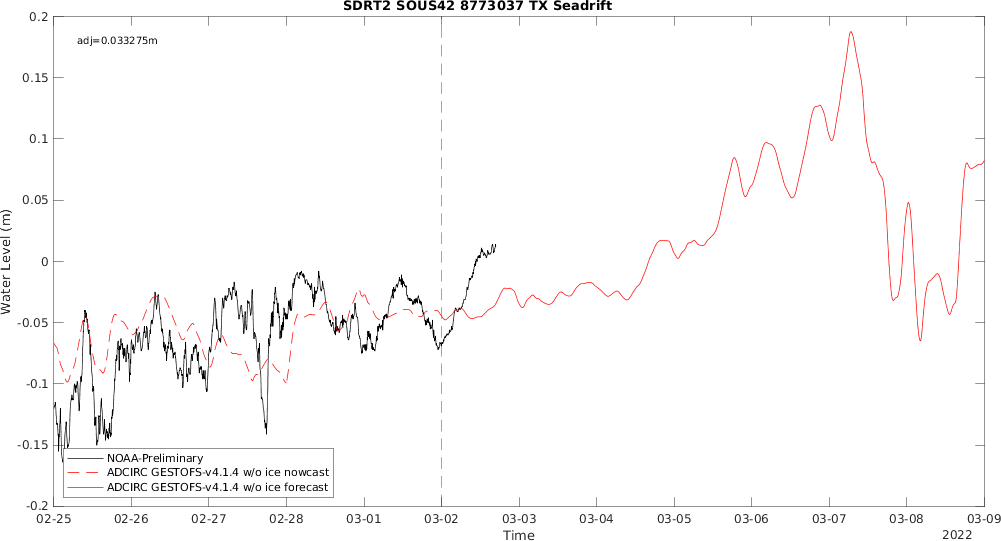 SDRT2 SOUS42 8773037 TX Seadrift
adj=0.033275m
0.2
0.15
0.1
0.05
0
-0.05
-0.1
-0.15
-0.2
Water Level (m)
NOAA-Preliminary
ADCIRC GESTOFS-v4.1.4 w/o ice nowcast
ADCIRC GESTOFS-v4.1.4 w/o ice forecast
02-25 02-26 02-27 02-28 03-01 03-02 03-03 03-04 03-05 03-06 03-07 03-08 03-09
Time
2022